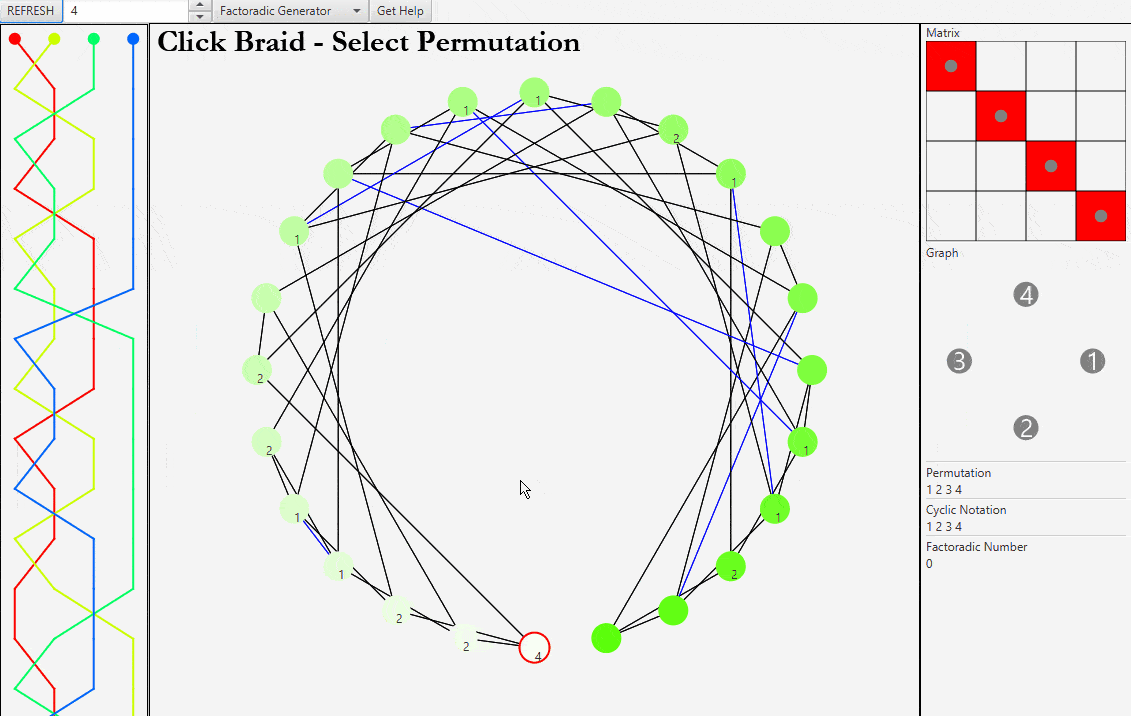 REFRESH 4 Factoradic Generator Get Help
Click Braid - Select Permutation
1
1
2
1
1
2
2
1
1
2
2
4
1
1
2
Matrix
Graph
4
3 1
2
Permutation
1 2 3 4
Cyclic Notation
1 2 3 4
Factoradic Number
0